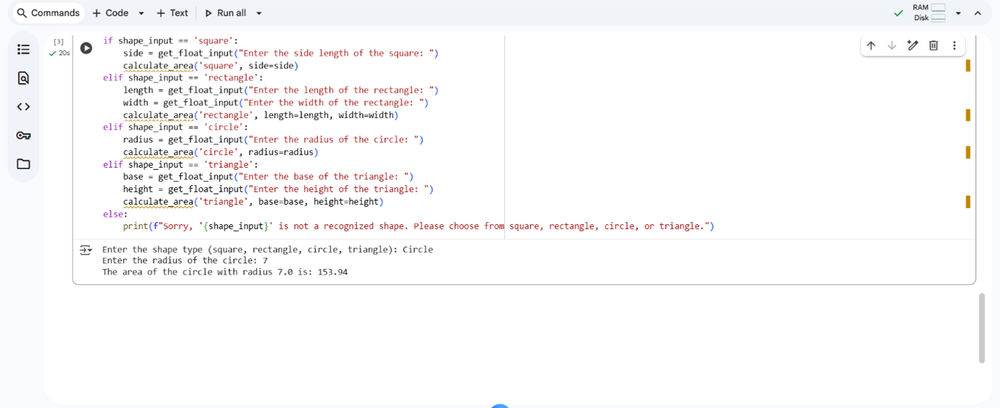 Commands + Code + Text Run all
RAM
Disk
[3]
20s
if shape_input == 'square':
    side = get_float_input("Enter the side length of the square: ")
    calculate_area('square', side=side)
elif shape_input == 'rectangle':
    length = get_float_input("Enter the length of the rectangle: ")
    width = get_float_input("Enter the width of the rectangle: ")
    calculate_area('rectangle', length=length, width=width)
elif shape_input == 'circle':
    radius = get_float_input("Enter the radius of the circle: ")
    calculate_area('circle', radius=radius)
elif shape_input == 'triangle':
    base = get_float_input("Enter the base of the triangle: ")
    height = get_float_input("Enter the height of the triangle: ")
    calculate_area('triangle', base=base, height=height)
else:
    print(f"Sorry, '{shape_input}' is not a recognized shape. Please choose from square, rectangle, circle, or triangle.")
Enter the shape type (square, rectangle, circle, triangle): Circle
Enter the radius of the circle: 7
The area of the circle with radius 7.0 is: 153.94